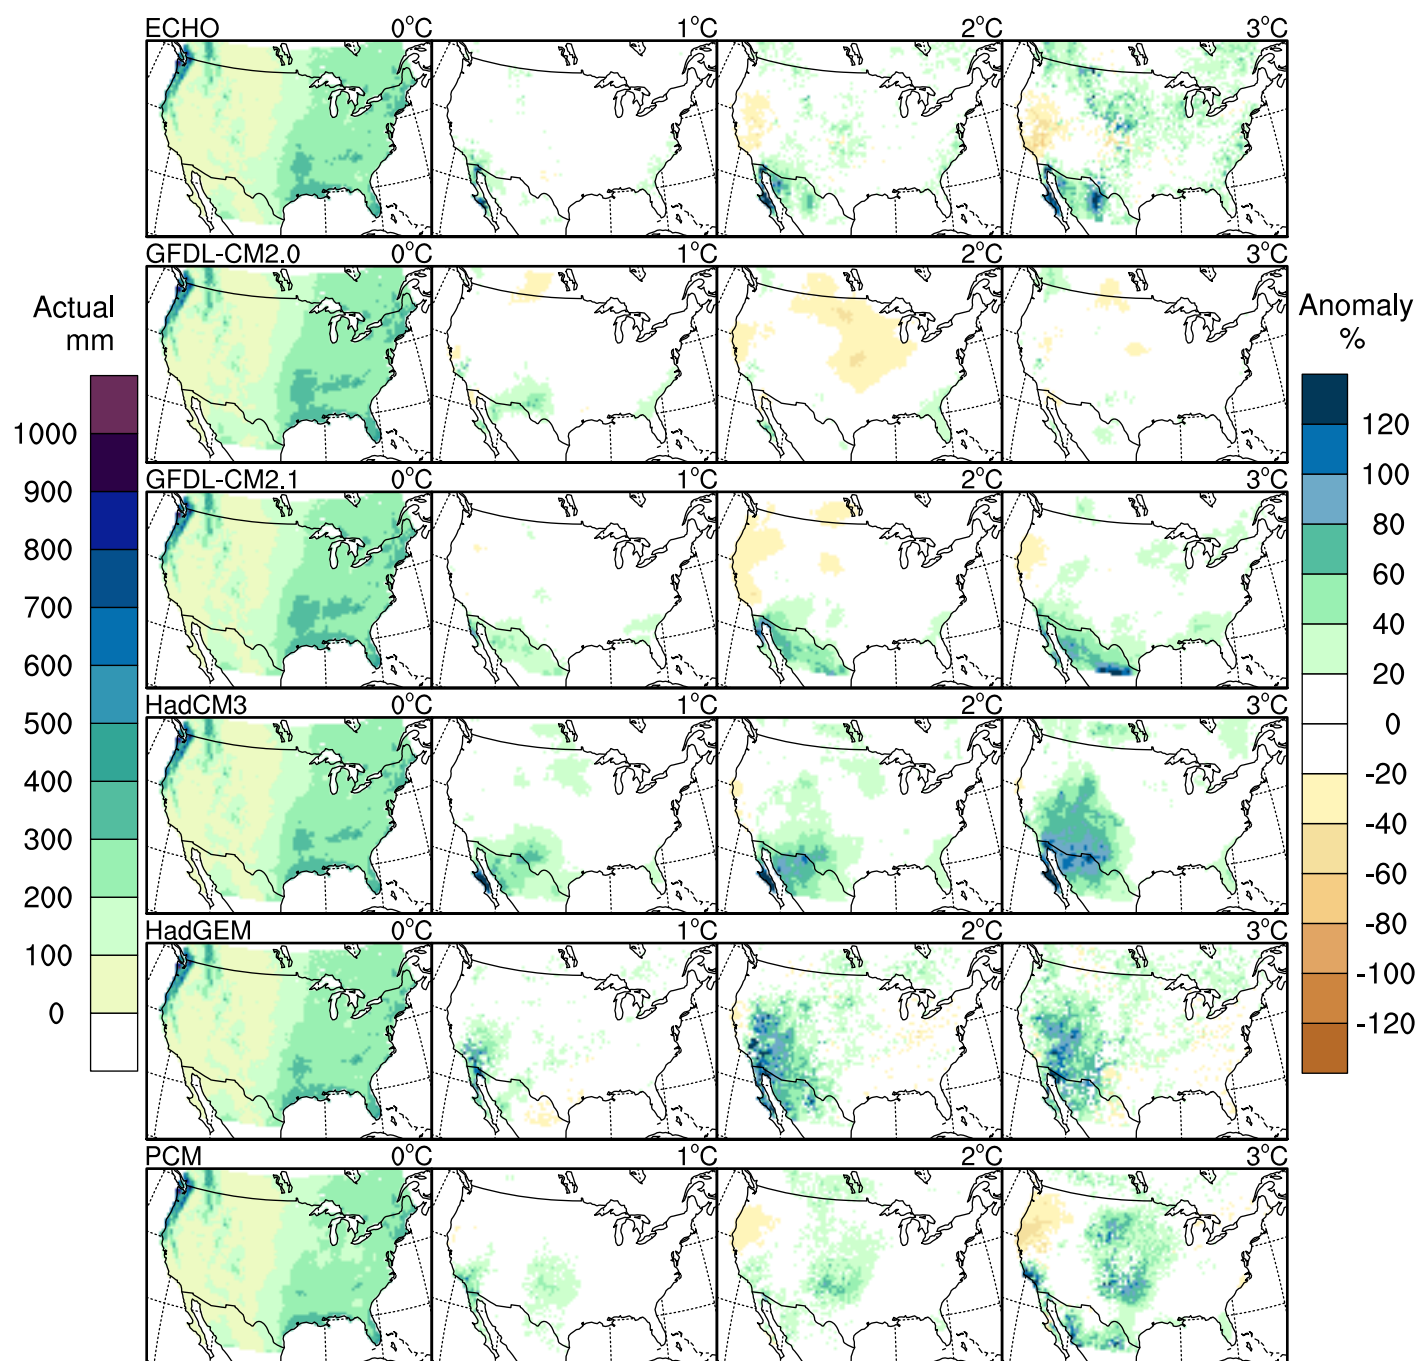 ECHO 0°C 1°C 2°C 3°C
GFDL-CM2.0 0°C 1°C 2°C 3°C
GFDL-CM2.1 0°C 1°C 2°C 3°C
HadCM3 0°C 1°C 2°C 3°C
HadGEM 0°C 1°C 2°C 3°C
PCM 0°C 1°C 2°C 3°C
Actual
mm
1000
900
800
700
600
500
400
300
200
100
0
Anomaly
%
120
100
80
60
40
20
0
-20
-40
-60
-80
-100
-120